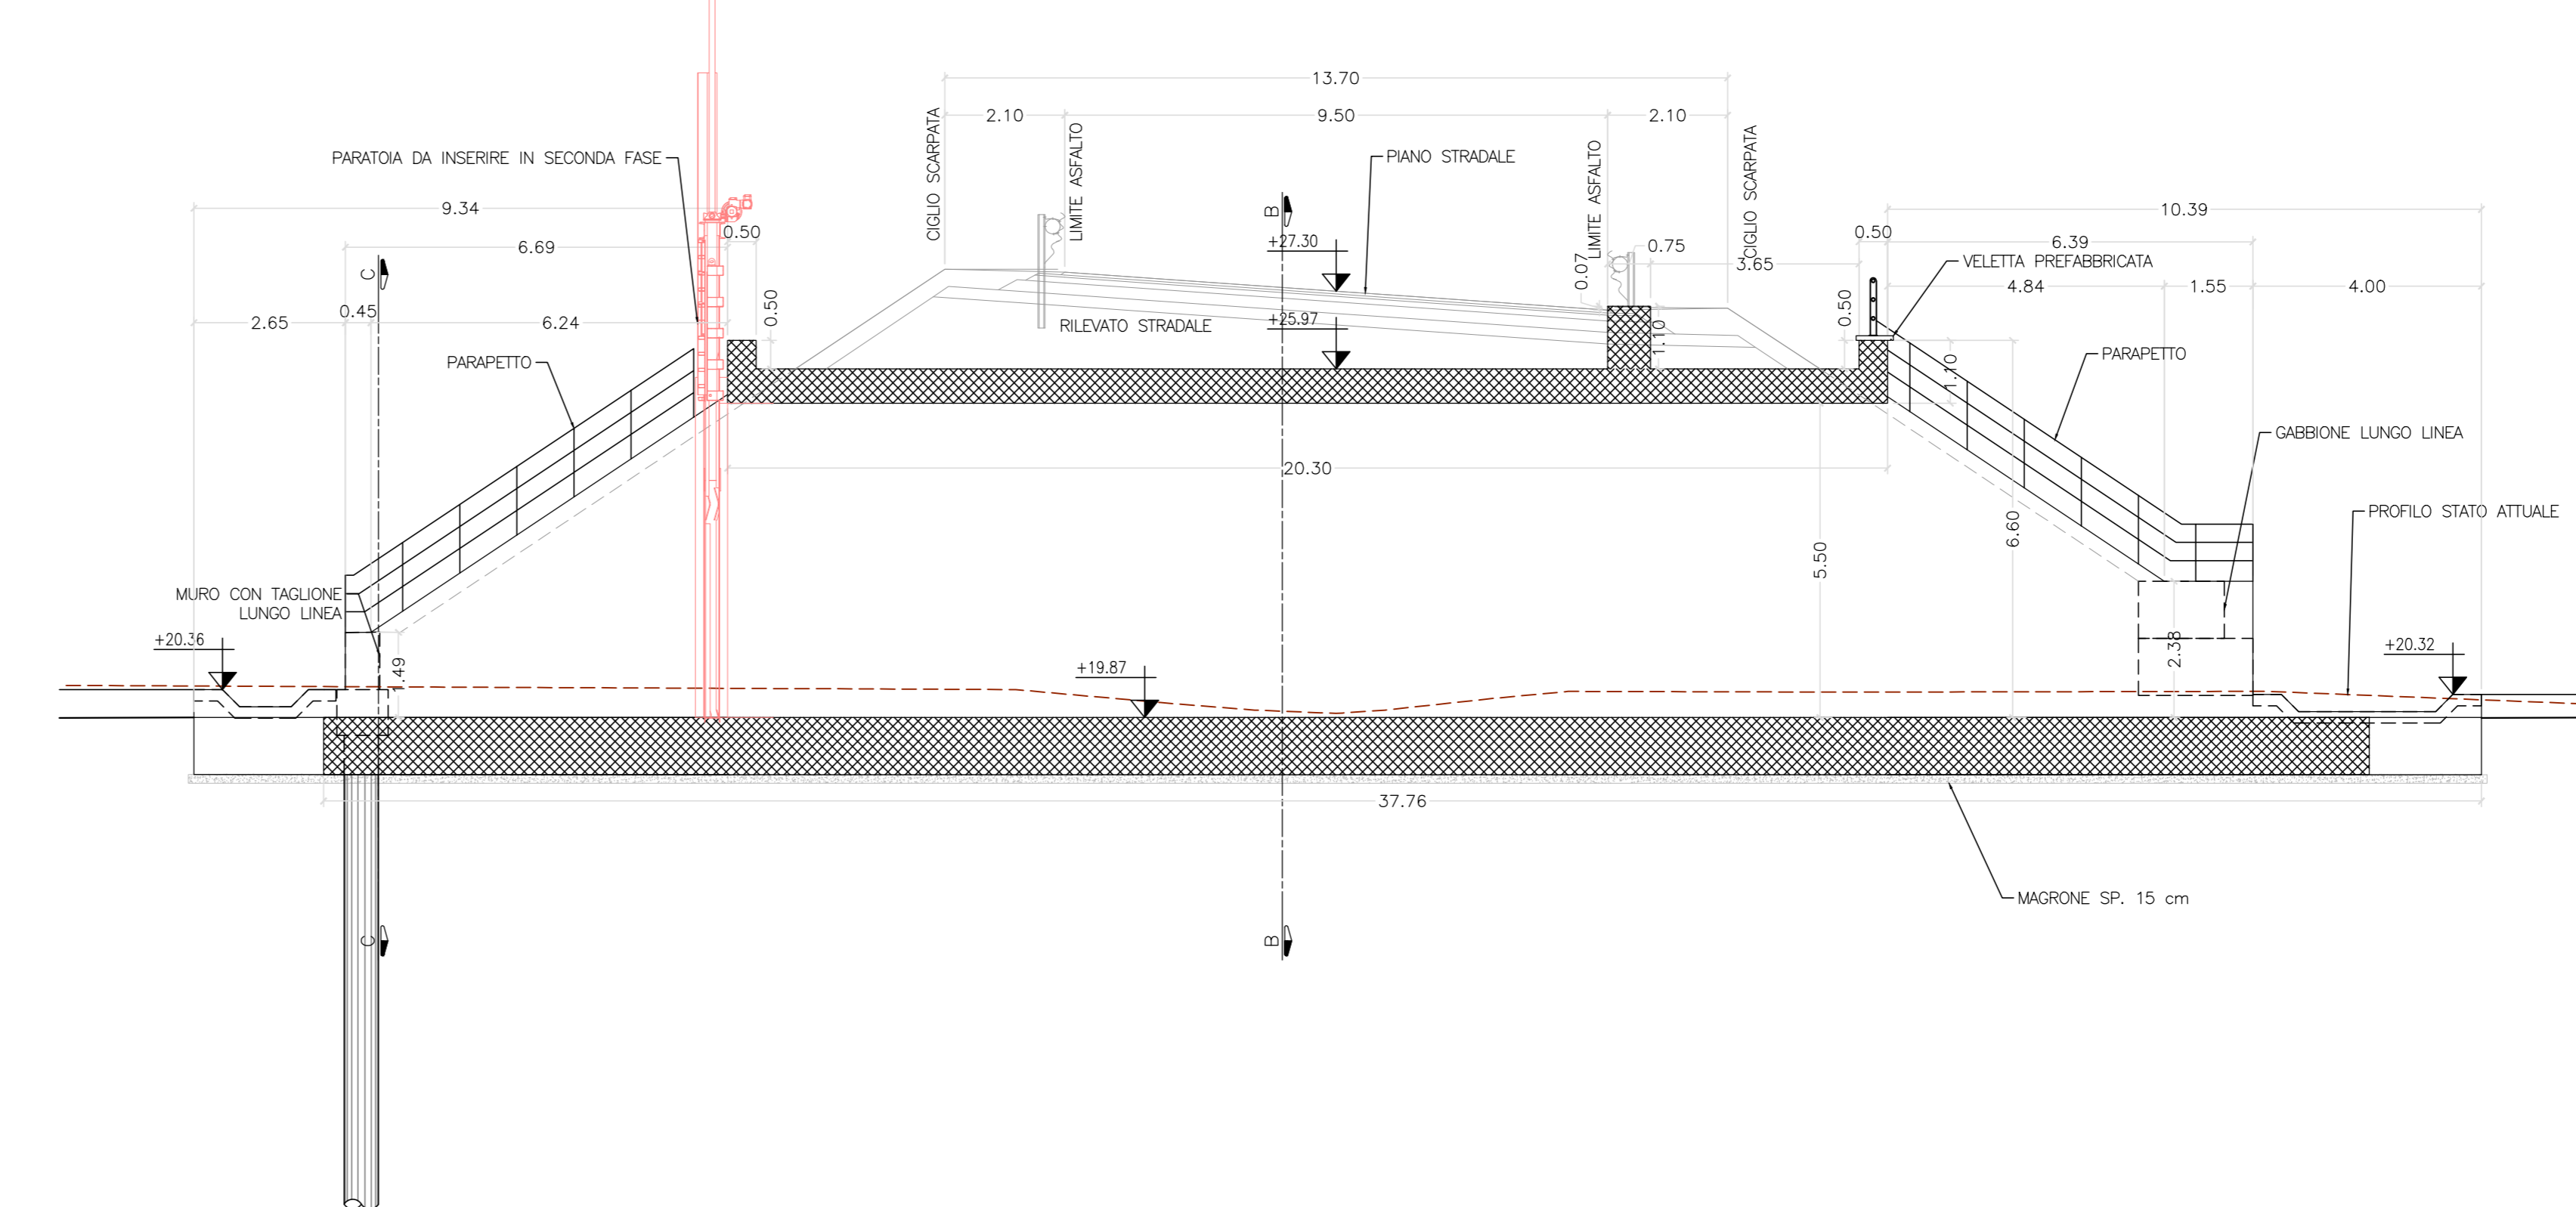 13.70
2.10
9.50
2.10
CIGLIO SCARPATA
LIMITE ASFALTO
LIMITE ASFALTO
CIGLIO SCARPATA
PARATOIA DA INSERIRE IN SECONDA FASE
PIANO STRADALE
9.34
10.39
0.50
0.50
6.69
+27.30
0.75
6.39
C
B
0.07
3.65
VELETTA PREFABBRICATA
4.84
1.55
4.00
2.65
0.45
6.24
0.50
RILEVATO STRADALE
+25.97
1.10
0.50
PARAPETTO
PARAPETTO
1.10
GABBIONE LUNGO LINEA
20.30
PROFILO STATO ATTUALE
5.50
6.60
MURO CON TAGLIONE
LUNGO LINEA
+20.36
1.49
+19.87
2.38
+20.32
37.76
MAGRONE SP. 15 cm
C
B